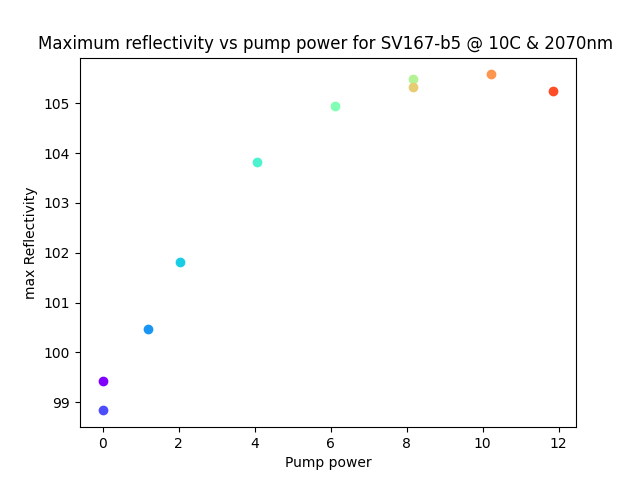 Maximum reflectivity vs pump power for SV167-b5 @ 10C & 2070nm
105
104
103
102
101
100
99
max Reflectivity
0 2 4 6 8 10 12
Pump power